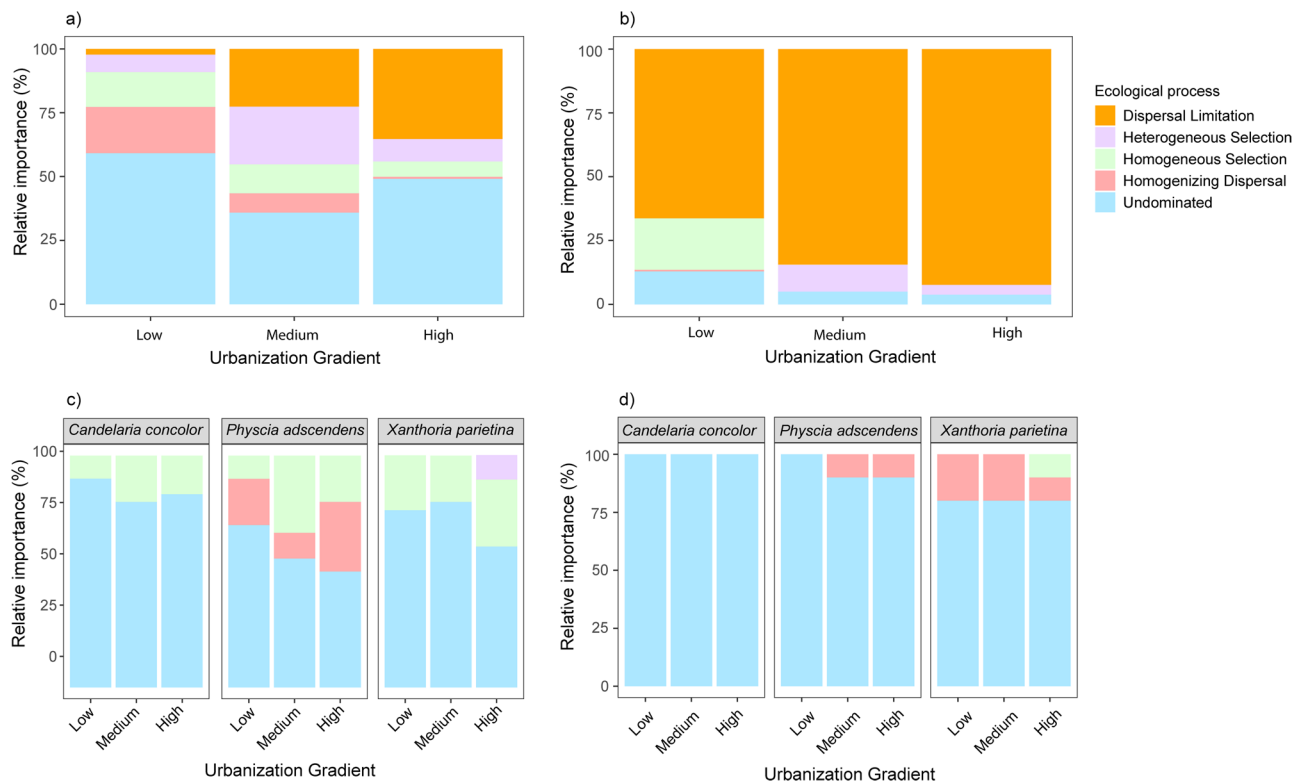 a)
Relative importance (%)
100
75
50
25
0
Low Medium High
Urbanization Gradient
b)
Relative importance (%)
100
75
50
25
0
Low Medium High
Urbanization Gradient
Ecological process
Dispersal Limitation
Heterogeneous Selection
Homogeneous Selection
Homogenizing Dispersal
Undominated
c)
Candelaria concolor Physcia adscendens Xanthoria parietina
Relative importance (%)
100
75
50
25
0
Low Medium High Low Medium High Low Medium High
Urbanization Gradient
d)
Candelaria concolor Physcia adscendens Xanthoria parietina
Relative importance (%)
100
75
50
25
0
Low Medium High Low Medium High Low Medium High
Urbanization Gradient